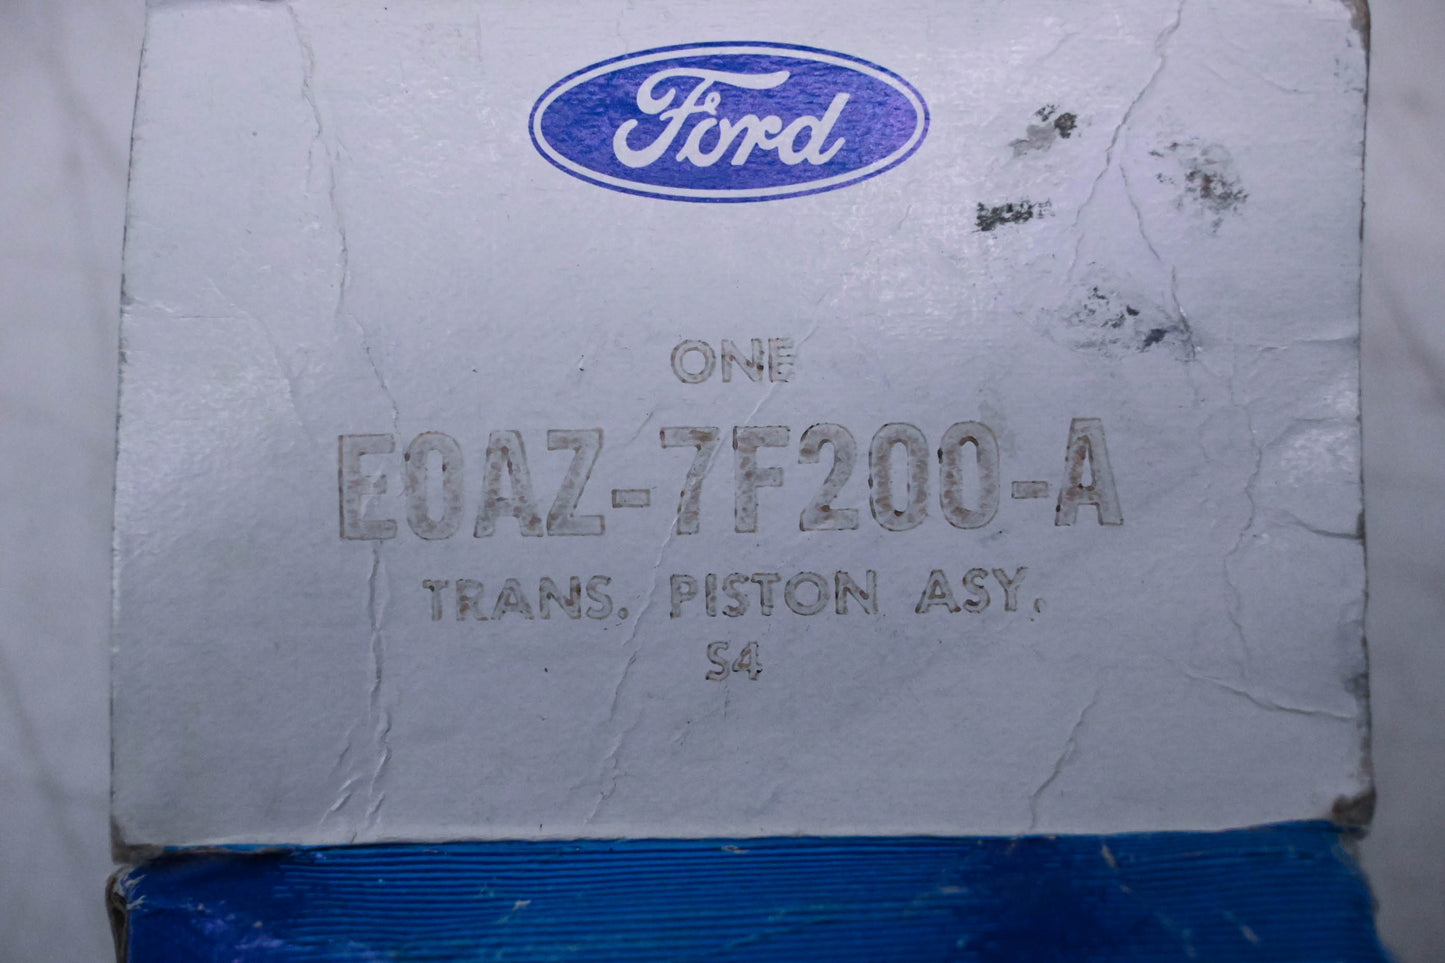 Ford
ONE
E0AZ-7F200-A
TRANS. PISTON ASY.
S4